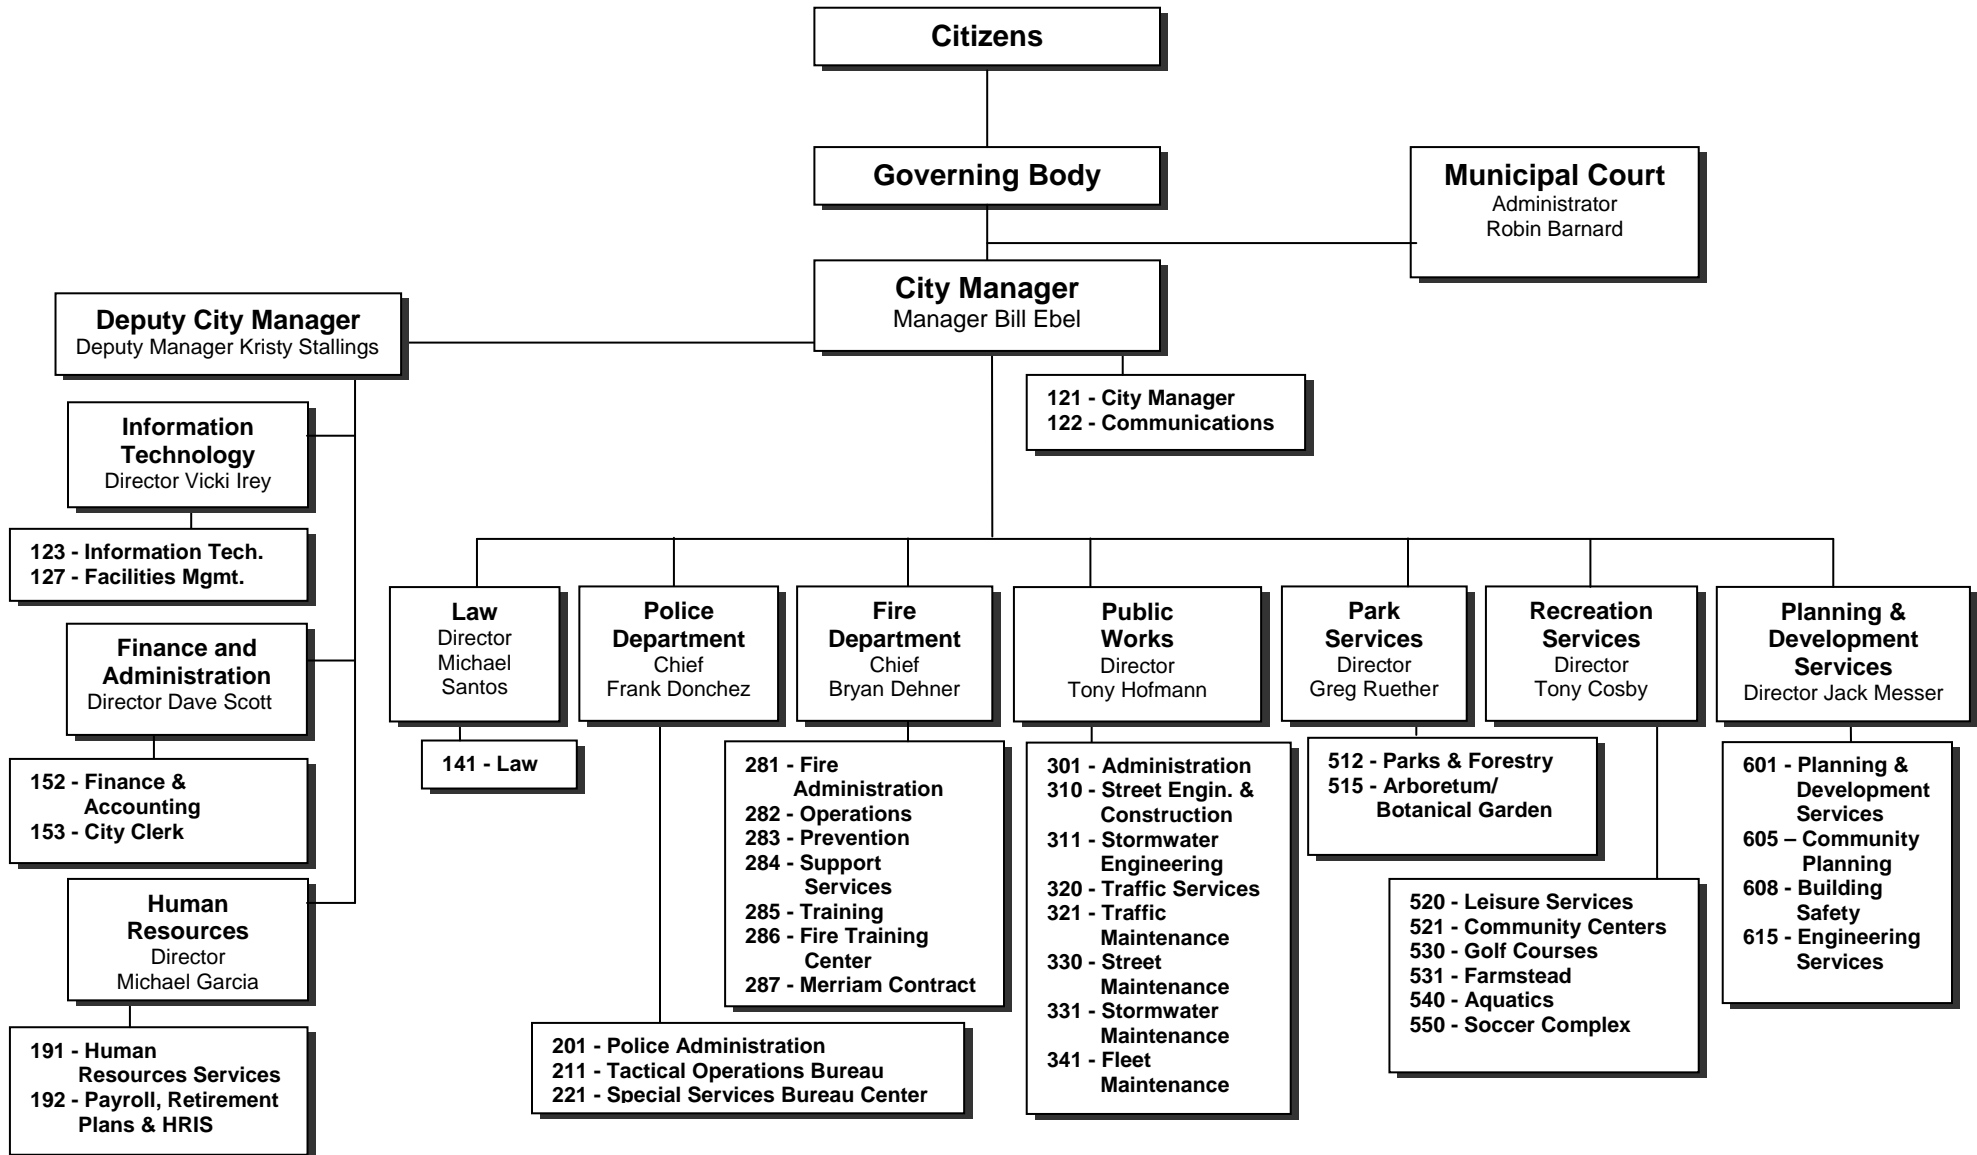 Citizens
Governing Body
Municipal Court
Administrator
Robin Barnard
City Manager
Manager Bill Ebel
Deputy City Manager
Deputy Manager Kristy Stallings
121 - City Manager
122 - Communications
Information
Technology
Director Vicki Irey
123 - Information Tech.
127 - Facilities Mgmt.
Finance and
Administration
Director Dave Scott
152 - Finance &
Accounting
153 - City Clerk
Human
Resources
Director
Michael Garcia
191 - Human
Resources Services
192 - Payroll, Retirement
Plans & HRIS
Law
Director
Michael
Santos
141 - Law
Police
Department
Chief
Frank Donchez
201 - Police Administration
211 - Tactical Operations Bureau
221 - Special Services Bureau Center
Fire
Department
Chief
Bryan Dehner
281 - Fire
Administration
282 - Operations
283 - Prevention
284 - Support
Services
285 - Training
286 - Fire Training
Center
287 - Merriam Contract
Public
Works
Director
Tony Hofmann
301 - Administration
310 - Street Engin. &
Construction
311 - Stormwater
Engineering
320 - Traffic Services
321 - Traffic
Maintenance
330 - Street
Maintenance
331 - Stormwater
Maintenance
341 - Fleet
Maintenance
Park
Services
Director
Greg Ruether
512 - Parks & Forestry
515 - Arboretum/
Botanical Garden
Recreation
Services
Director
Tony Cosby
520 - Leisure Services
521 - Community Centers
530 - Golf Courses
531 - Farmstead
540 - Aquatics
550 - Soccer Complex
Planning &
Development
Services
Director Jack Messer
601 - Planning &
Development
Services
605 – Community
Planning
608 - Building
Safety
615 - Engineering
Services